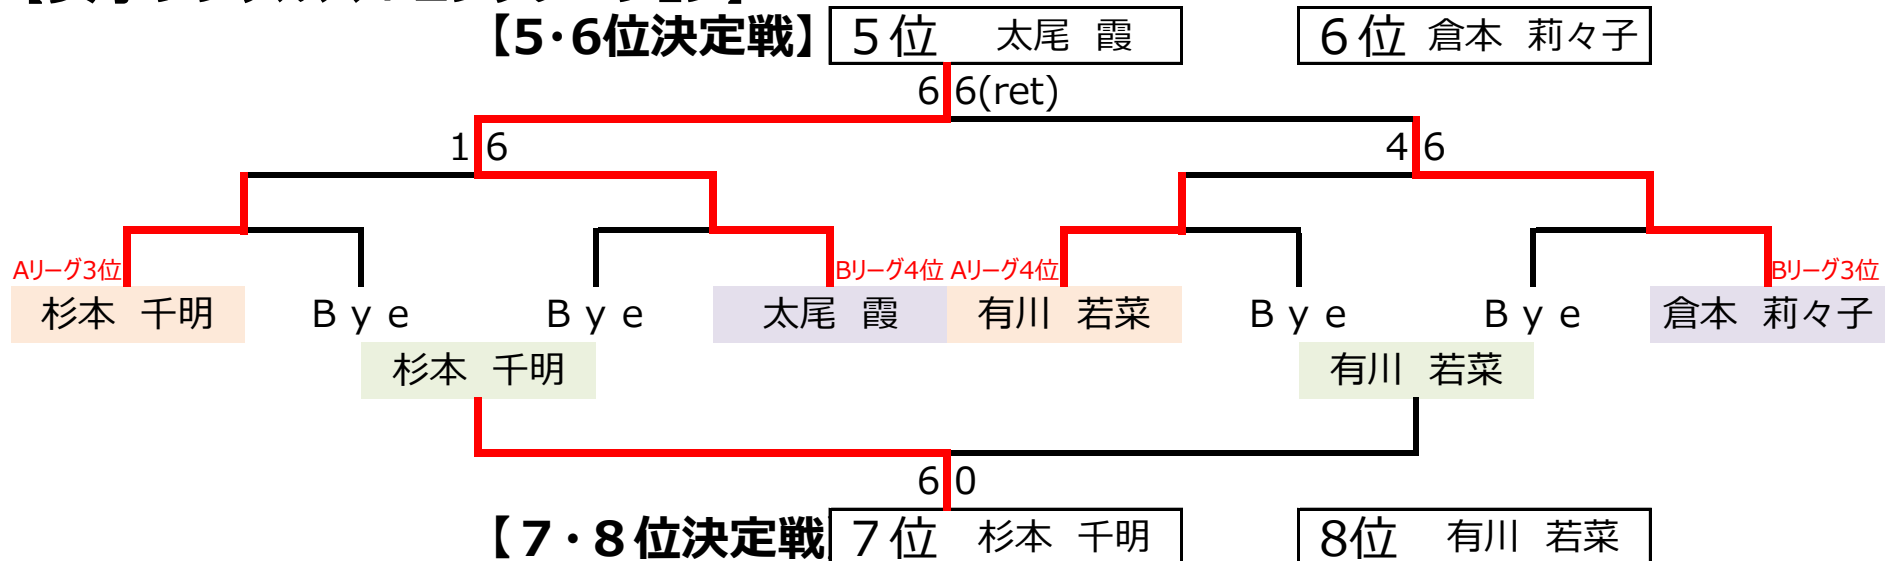 【5・6位決定戦】 5位 太尾 霞 6位 倉本 莉々子
6 6(ret)
1 6 4 6
Aリーグ3位 Bリーグ4位 Aリーグ4位 Bリーグ3位
杉本 千明 Bye Bye 太尾 霞 有川 若菜 Bye Bye 倉本 莉々子
杉本 千明 有川 若菜
6 0
【7・8位決定戦 7位 杉本 千明 8位 有川 若菜